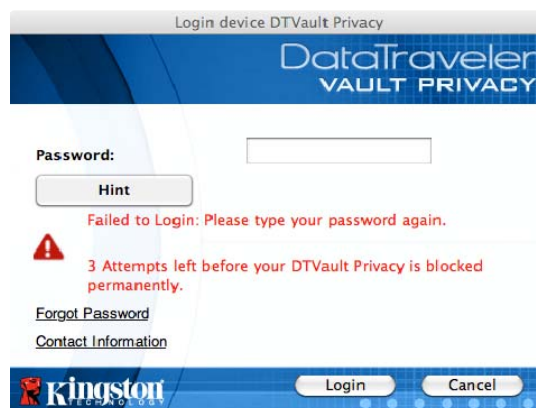 Login device DTVault Privacy
DataTraveler
VAULT PRIVACY
Password:
Hint
Failed to Login: Please type your password again.
3 Attempts left before your DTVault Privacy is blocked
permanently.
Forgot Password
Contact Information
Kingston
TECHNOLOGY
Login Cancel